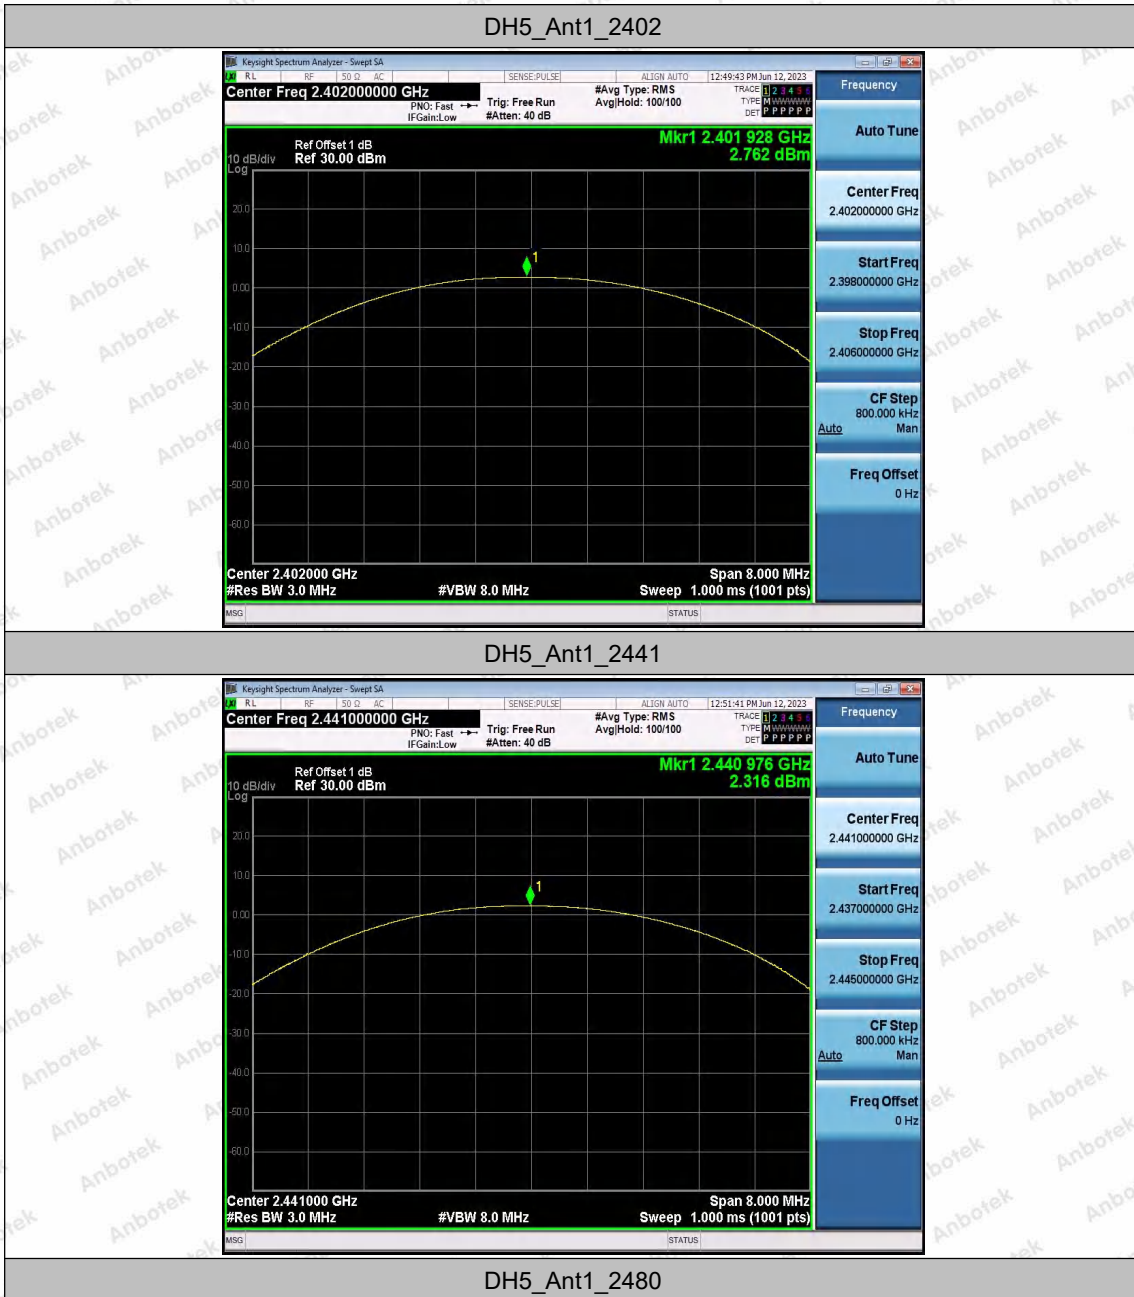 DH5_Ant1_2402
Keysight Spectrum Analyzer - Swept SA
RL RF 50 Ω AC SENSE:PULSE ALIGN AUTO 12:49:43 PM Jun 12, 2023
Center Freq 2.402000000 GHz
PNO: Fast
IFGain:Low
Trig: Free Run
#Atten: 40 dB
#Avg Type: RMS
Avg|Hold: 100/100
TRACE 1 2 3 4 5 6
TYPE M W W W W W
DET P P P P P P
Frequency
Auto Tune
Center Freq
2.402000000 GHz
Start Freq
2.398000000 GHz
Stop Freq
2.406000000 GHz
CF Step
800.000 kHz
Auto Man
Freq Offset
0 Hz
Mkr1 2.401 928 GHz
2.762 dBm
Ref Offset 1 dB
10 dB/div Ref 30.00 dBm
Log
20.0
10.0
1
0.00
-10.0
-20.0
-30.0
-40.0
-50.0
-60.0
Center 2.402000 GHz Span 8.000 MHz
#Res BW 3.0 MHz #VBW 8.0 MHz Sweep 1.000 ms (1001 pts)
MSG STATUS
DH5_Ant1_2441
Keysight Spectrum Analyzer - Swept SA
RL RF 50 Ω AC SENSE:PULSE ALIGN AUTO 12:51:41 PM Jun 12, 2023
Center Freq 2.441000000 GHz
PNO: Fast
IFGain:Low
Trig: Free Run
#Atten: 40 dB
#Avg Type: RMS
Avg|Hold: 100/100
TRACE 1 2 3 4 5 6
TYPE M W W W W W
DET P P P P P P
Frequency
Auto Tune
Center Freq
2.441000000 GHz
Start Freq
2.437000000 GHz
Stop Freq
2.445000000 GHz
CF Step
800.000 kHz
Auto Man
Freq Offset
0 Hz
Mkr1 2.440 976 GHz
2.316 dBm
Ref Offset 1 dB
10 dB/div Ref 30.00 dBm
Log
20.0
10.0
1
0.00
-10.0
-20.0
-30.0
-40.0
-50.0
-60.0
Center 2.441000 GHz Span 8.000 MHz
#Res BW 3.0 MHz #VBW 8.0 MHz Sweep 1.000 ms (1001 pts)
MSG STATUS
DH5_Ant1_2480